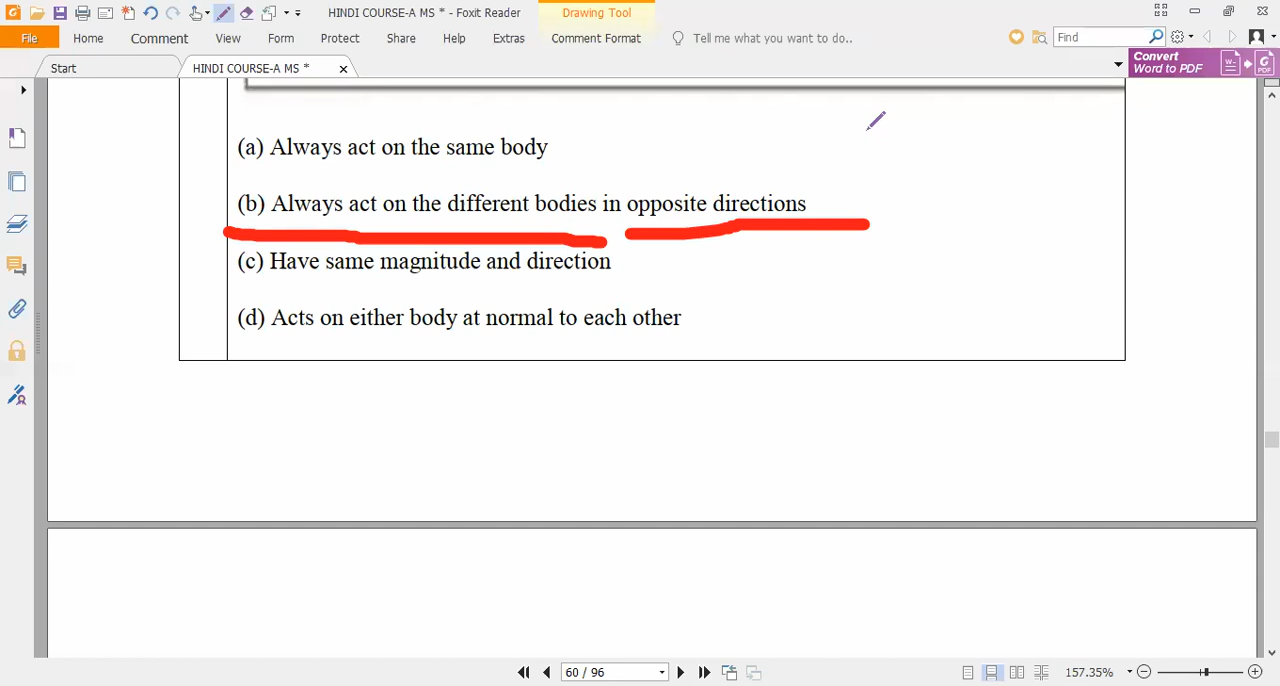 HINDI COURSE-A MS * - Foxit Reader
Drawing Tool
File
Home
Comment
View
Form
Protect
Share
Help
Extras
Comment Format
Tell me what you want to do..
Find
Start
HINDI COURSE-A MS *
Convert
Word to PDF
(a) Always act on the same body
(b) Always act on the different bodies in opposite directions
(c) Have same magnitude and direction
(d) Acts on either body at normal to each other
60 / 96
157.35%